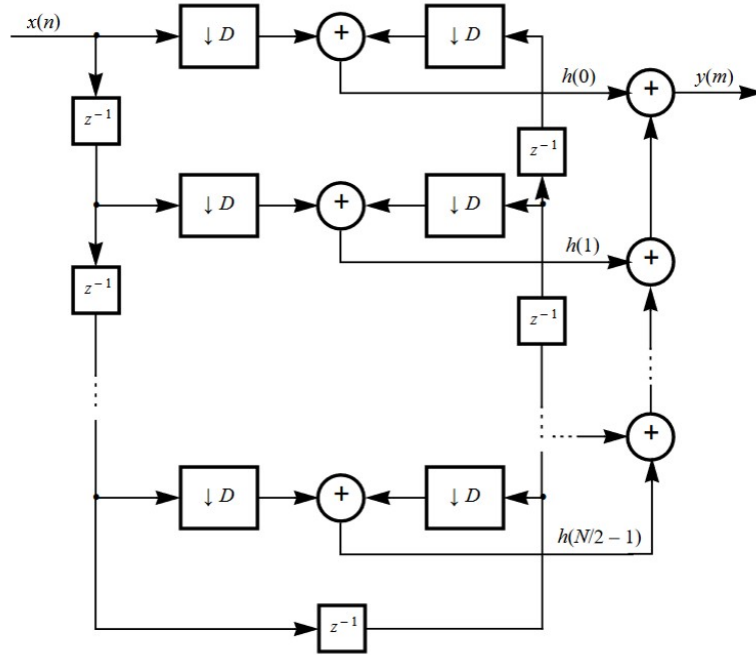 x(n)
↓ D
+
↓ D
h(0)
+
y(m)
z⁻¹
z⁻¹
↓ D
+
↓ D
h(1)
+
z⁻¹
z⁻¹
+
↓ D
+
↓ D
h(N/2 – 1)
z⁻¹